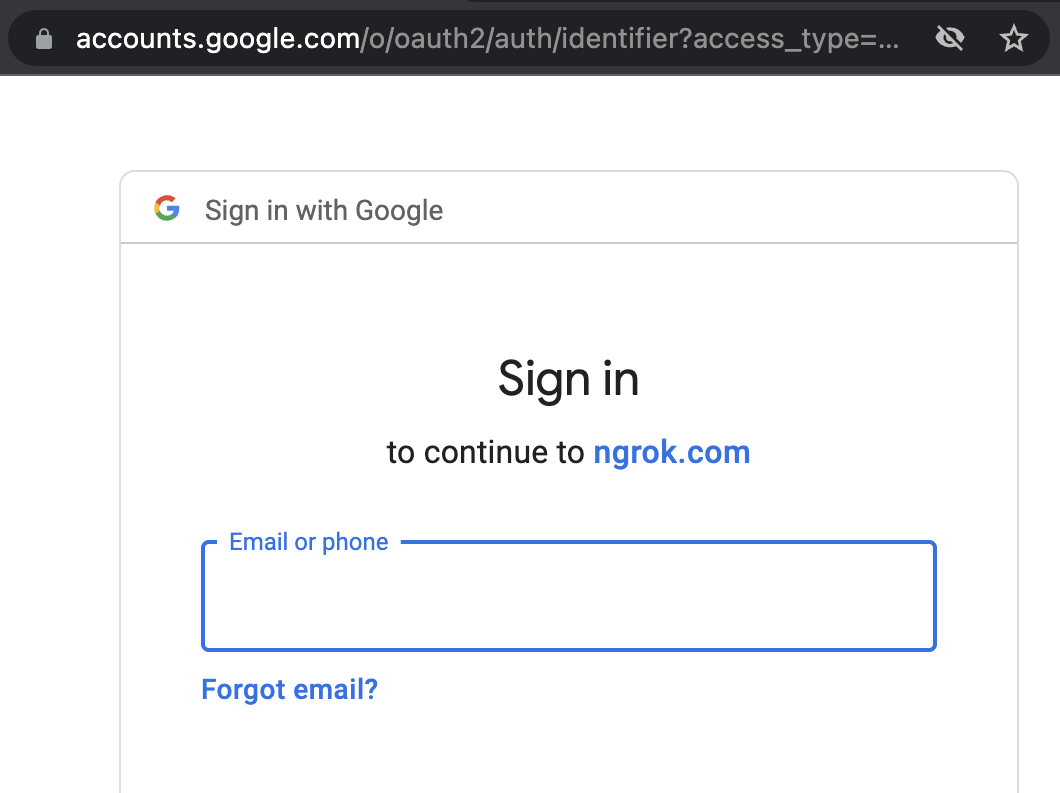 accounts.google.com/o/oauth2/auth/identifier?access_type=...
Sign in with Google
Sign in
to continue to ngrok.com
Email or phone
Forgot email?